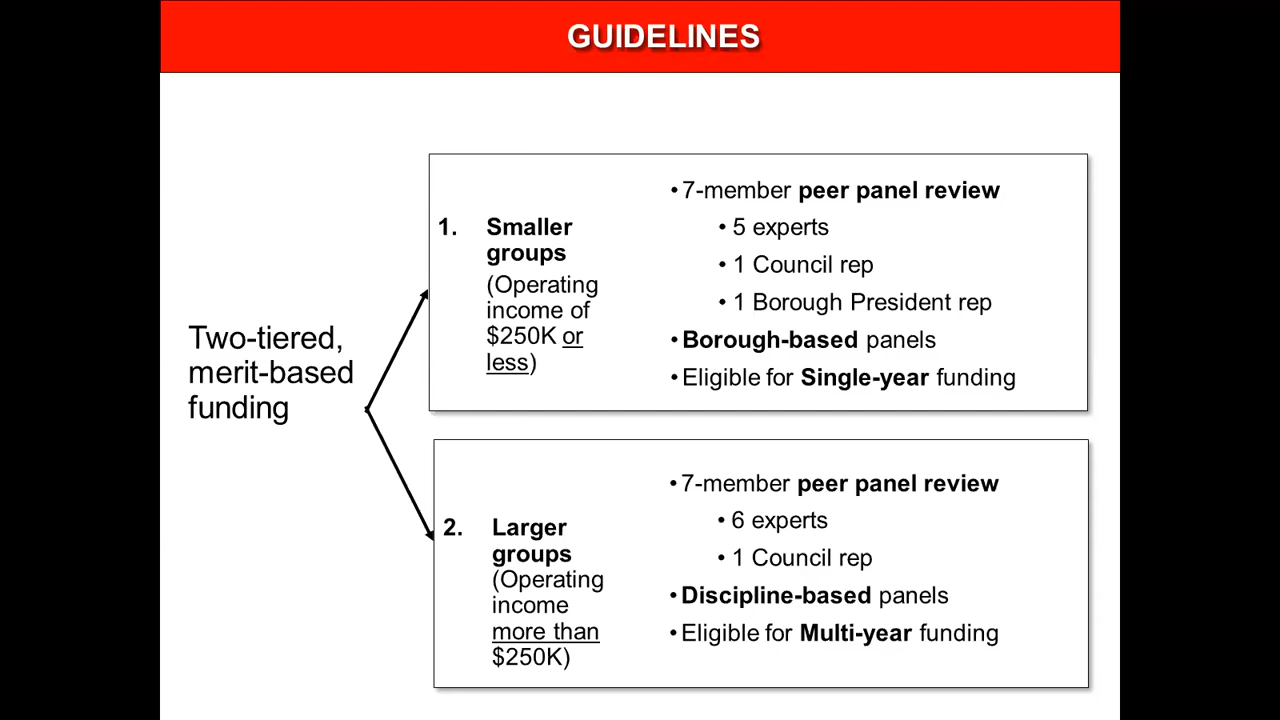 GUIDELINES
Two-tiered,
merit-based
funding
1. Smaller
groups
(Operating
income of
$250K or
less)
•7-member peer panel review
• 5 experts
• 1 Council rep
• 1 Borough President rep
•Borough-based panels
•Eligible for Single-year funding
2. Larger
groups
(Operating
income
more than
$250K)
•7-member peer panel review
• 6 experts
• 1 Council rep
•Discipline-based panels
•Eligible for Multi-year funding